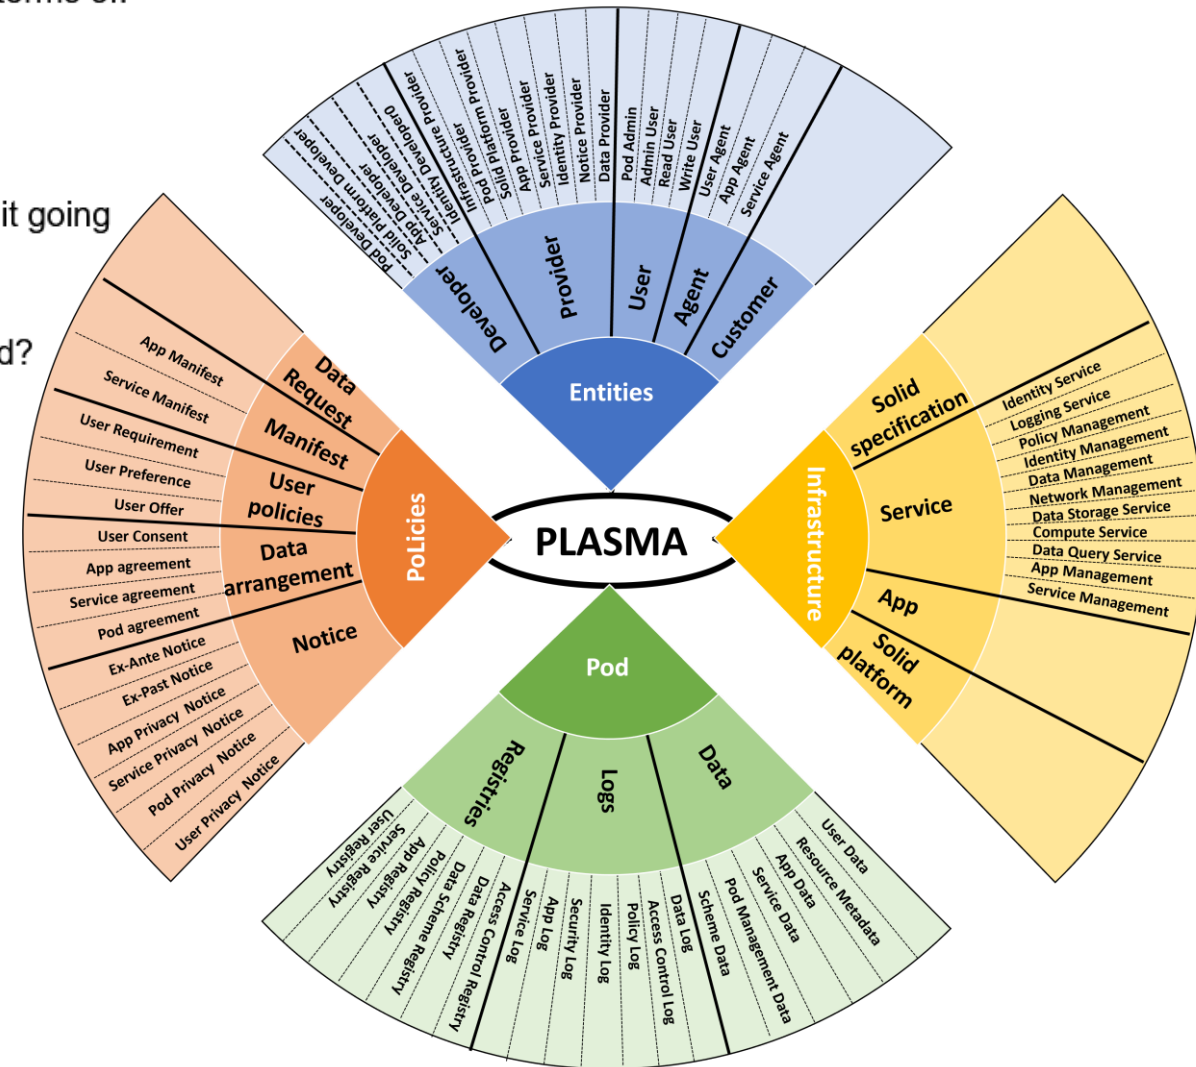 it going
d?
Pod Developer
Solid Platform Developer
App Developer
Service Developer
Identity Developer0
Infrastructure Provider
Pod Provider
Solid Platform Provider
App Provider
Service Provider
Identity Provider
Notice Provider
Data Provider
Pod Admin
Admin User
Read User
Write User
User Agent
App Agent
Service Agent
Developer
Provider
User
Agent
Customer
Entities
App Manifest
Service Manifest
User Requirement
User Preference
User Offer
User Consent
App agreement
Service agreement
Pod agreement
Ex-Ante Notice
Ex-Past Notice
App Privacy Notice
Service Privacy Notice
Pod Privacy Notice
User Privacy Notice
Data
Request
Manifest
User
policies
Data
arrangement
Notice
PoLicies
PLASMA
Infrastructure
Solid
specification
Service
App
Solid
platform
Identity Service
Logging Service
Policy Management
Identity Management
Data Management
Network Management
Data Storage Service
Compute Service
Data Query Service
App Management
Service Management
Pod
Registries
Logs
Data
User Registry
Service Registry
App Registry
Policy Registry
Data Scheme Registry
Data Registry
Access Control Registry
Service Log
App Log
Security Log
Identity Log
Policy Log
Access Control Log
Data Log
Scheme Data
Pod Management Data
Service Data
App Data
Resource Metadata
User Data